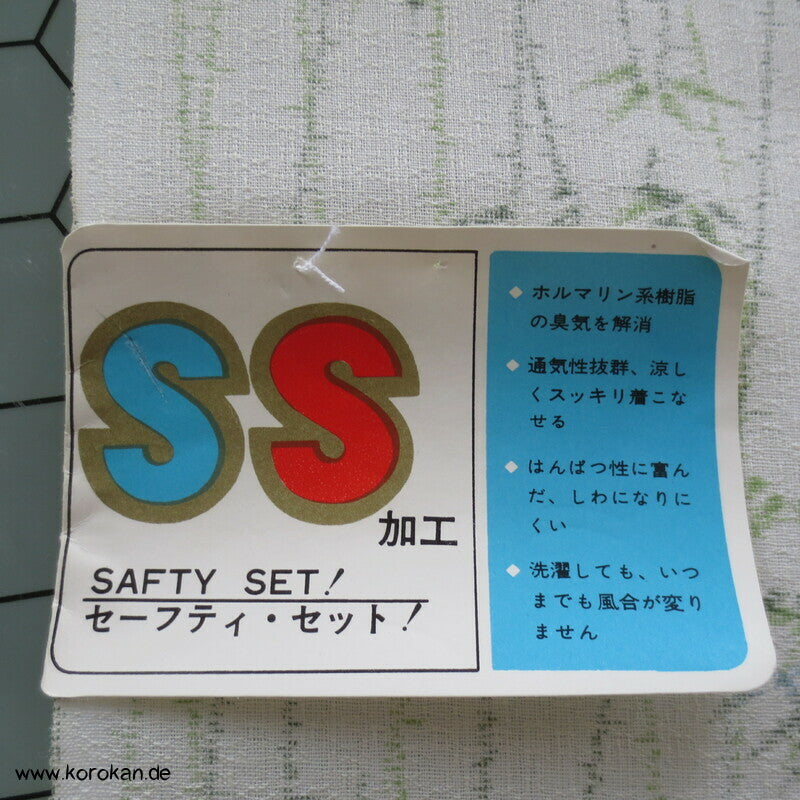 SS
加工
SAFTY SET!
セーフティ・セット!
◆ ホルマリン系樹脂
の臭気を解消
◆ 通気性抜群、涼し
くスッキリ着こな
せる
◆ はんぱつ性に富ん
だ、しわになりに
くい
◆ 洗濯しても、いつ
までも風合が変り
ません
www.korokan.de